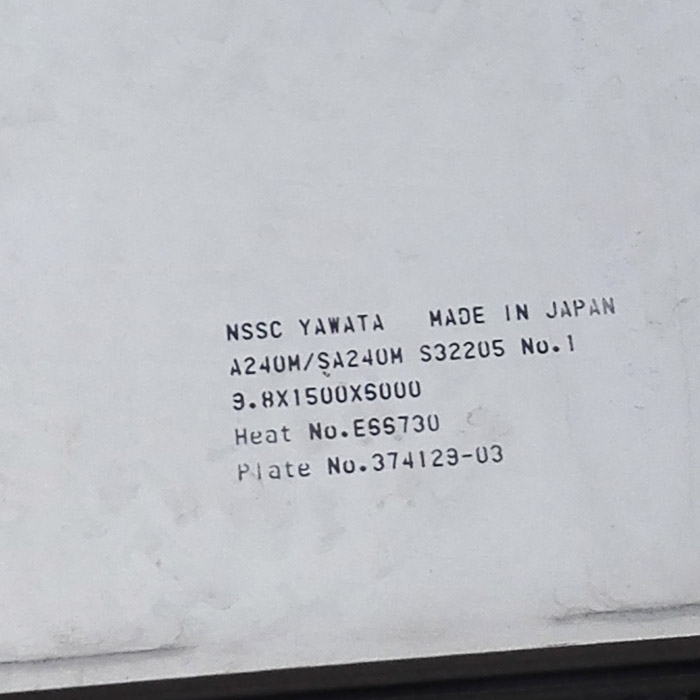 NSSC YAWATA MADE IN JAPAN
A240M/SA240M S32205 No.1
9.8X1500X6000
Heat No.E66730
Plate No.374129-03